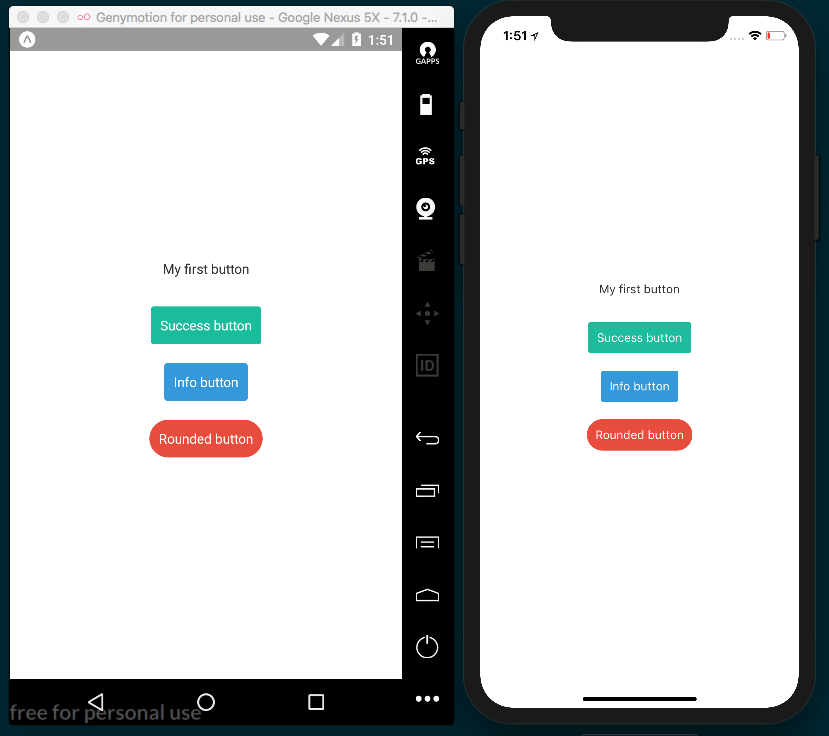 Genymotion for personal use - Google Nexus 5X - 7.1.0 -...
1:51
GAPPS
GPS
ID
My first button
Success button
Info button
Rounded button
free for personal use
1:51
My first button
Success button
Info button
Rounded button